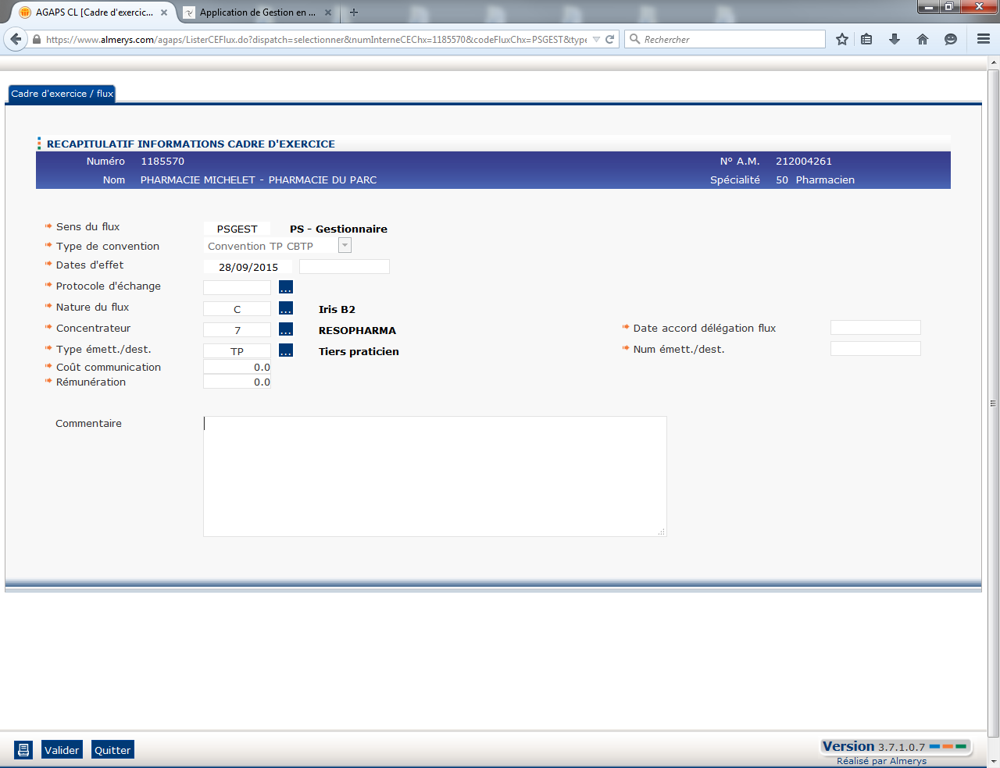 AGAPS CL [Cadre d'exercic...
Application de Gestion en ...
https://www.almerys.com/agaps/ListerCEFlux.do?dispatch=selectionner&numInterneCEChx=1185570&codeFluxChx=PSGEST&type
Rechercher
Cadre d'exercice / flux
RECAPITULATIF INFORMATIONS CADRE D'EXERCICE
Numéro 1185570 N° A.M. 212004261
Nom PHARMACIE MICHELET - PHARMACIE DU PARC Spécialité 50 Pharmacien
Sens du flux PSGEST PS - Gestionnaire
Type de convention Convention TP CBTP
Dates d'effet 28/09/2015
Protocole d'échange ...
Nature du flux C ... Iris B2
Concentrateur 7 ... RESOPHARMA Date accord délégation flux
Type émett./dest. TP ... Tiers praticien Num émett./dest.
Coût communication 0.0
Rémunération 0.0
Commentaire
Valider Quitter Version 3.7.1.0.7
Réalisé par Almerys